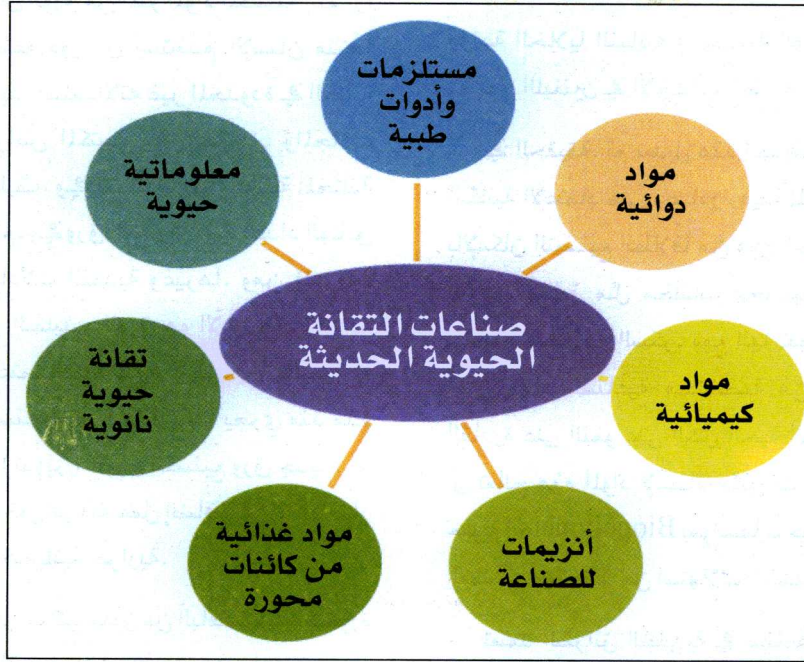 مستلزمات
وأدوات
طبية
مواد
دوائية
معلوماتية
حيوية
صناعات التقانة
الحيوية الحديثة
مواد
كيميائية
تقانة
حيوية
نانوية
أنزيمات
للصناعة
مواد غذائية
من كائنات
محورة